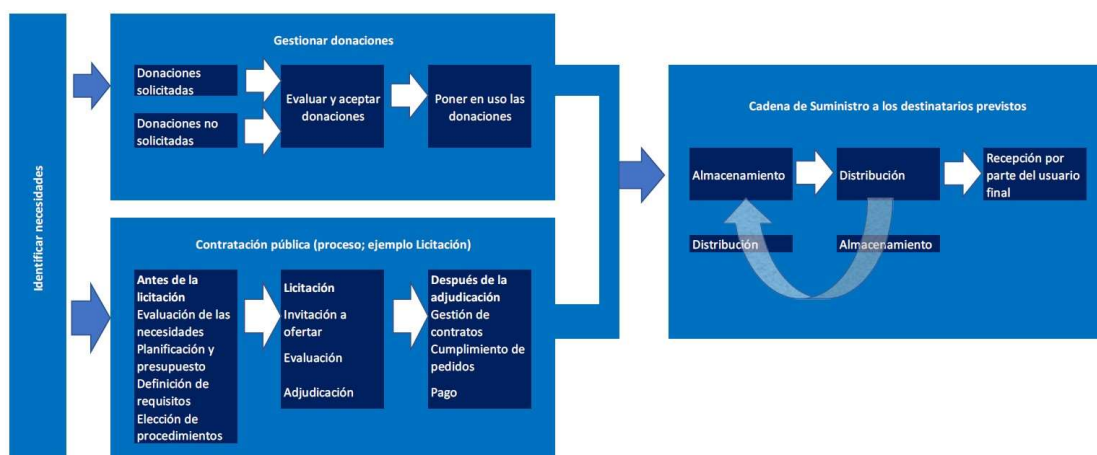 Identificar necesidades
Gestionar donaciones
Donaciones
solicitadas
Donaciones no
solicitadas
Evaluar y aceptar
donaciones
Poner en uso las
donaciones
Contratación pública (proceso; ejemplo Licitación)
Antes de la
licitación
Evaluación de las
necesidades
Planificación y
presupuesto
Definición de
requisitos
Elección de
procedimientos
Licitación
Invitación a
ofertar
Evaluación
Adjudicación
Después de la
adjudicación
Gestión de
contratos
Cumplimiento de
pedidos
Pago
Cadena de Suministro a los destinatarios previstos
Almacenamiento
Distribución
Recepción por
parte del usuario
final
Distribución
Almacenamiento